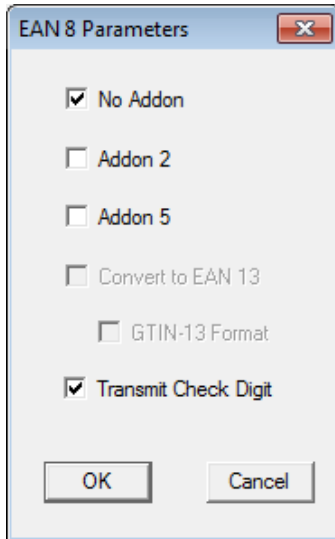 EAN 8 Parameters
No Addon
Addon 2
Addon 5
Convert to EAN 13
GTIN-13 Format
Transmit Check Digit
OK
Cancel